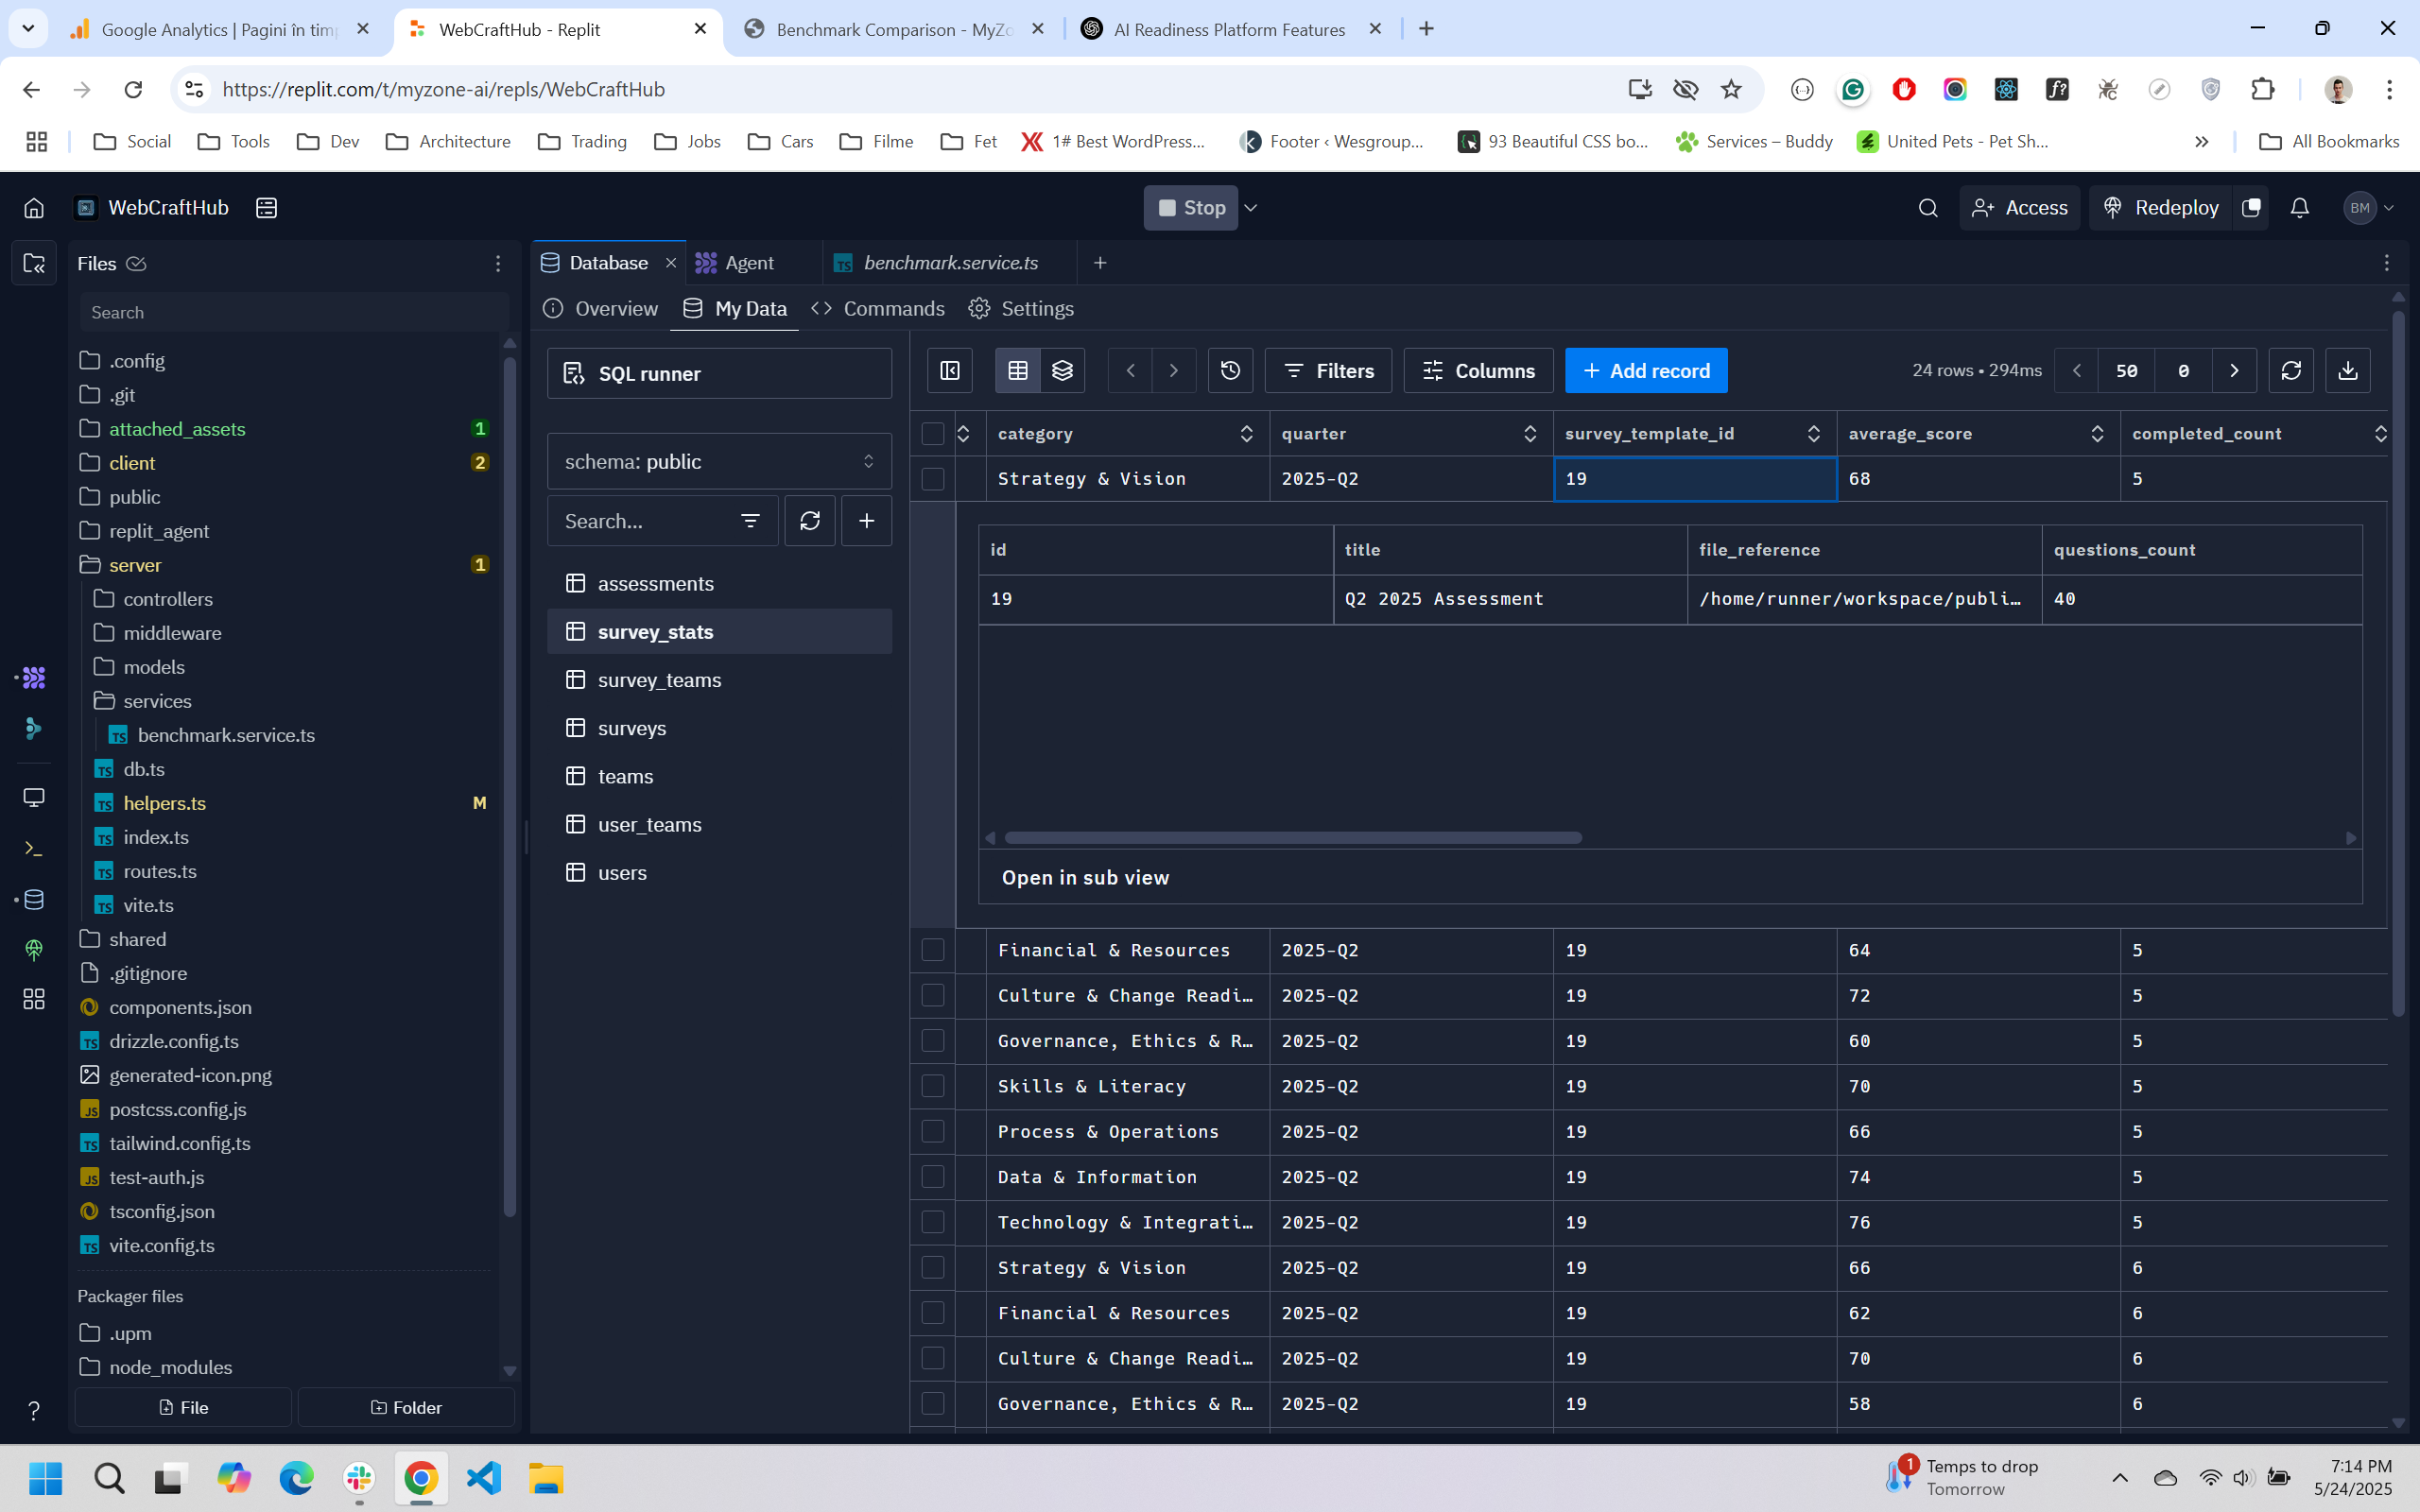 Google Analytics | Pagini în timp
WebCraftHub - Replit
Benchmark Comparison - MyZo
AI Readiness Platform Features
https://replit.com/t/myzone-ai/repls/WebCraftHub
Social
Tools
Dev
Architecture
Trading
Jobs
Cars
Filme
Fet
1# Best WordPress...
Footer ‹ Wesgroup...
93 Beautiful CSS bo...
Services – Buddy
United Pets - Pet Sh...
All Bookmarks
WebCraftHub
Stop
Access
Redeploy
BM
Files
Database
Agent
benchmark.service.ts
Search
Overview
My Data
Commands
Settings
.config
.git
attached_assets 1
client 2
public
replit_agent
server 1
controllers
middleware
models
services
benchmark.service.ts
db.ts
helpers.ts M
index.ts
routes.ts
vite.ts
shared
.gitignore
components.json
drizzle.config.ts
generated-icon.png
postcss.config.js
tailwind.config.ts
test-auth.js
tsconfig.json
vite.config.ts
Packager files
.upm
node_modules
File
Folder
SQL runner
schema: public
Search...
assessments
survey_stats
survey_teams
surveys
teams
user_teams
users
Filters
Columns
Add record
24 rows • 294ms
50
0
category quarter survey_template_id average_score completed_count
Strategy & Vision 2025-Q2 19 68 5
id title file_reference questions_count
19 Q2 2025 Assessment /home/runner/workspace/publi… 40
Open in sub view
Financial & Resources 2025-Q2 19 64 5
Culture & Change Readi… 2025-Q2 19 72 5
Governance, Ethics & R… 2025-Q2 19 60 5
Skills & Literacy 2025-Q2 19 70 5
Process & Operations 2025-Q2 19 66 5
Data & Information 2025-Q2 19 74 5
Technology & Integrati… 2025-Q2 19 76 5
Strategy & Vision 2025-Q2 19 66 6
Financial & Resources 2025-Q2 19 62 6
Culture & Change Readi… 2025-Q2 19 70 6
Governance, Ethics & R… 2025-Q2 19 58 6
1
Temps to drop
Tomorrow
7:14 PM
5/24/2025